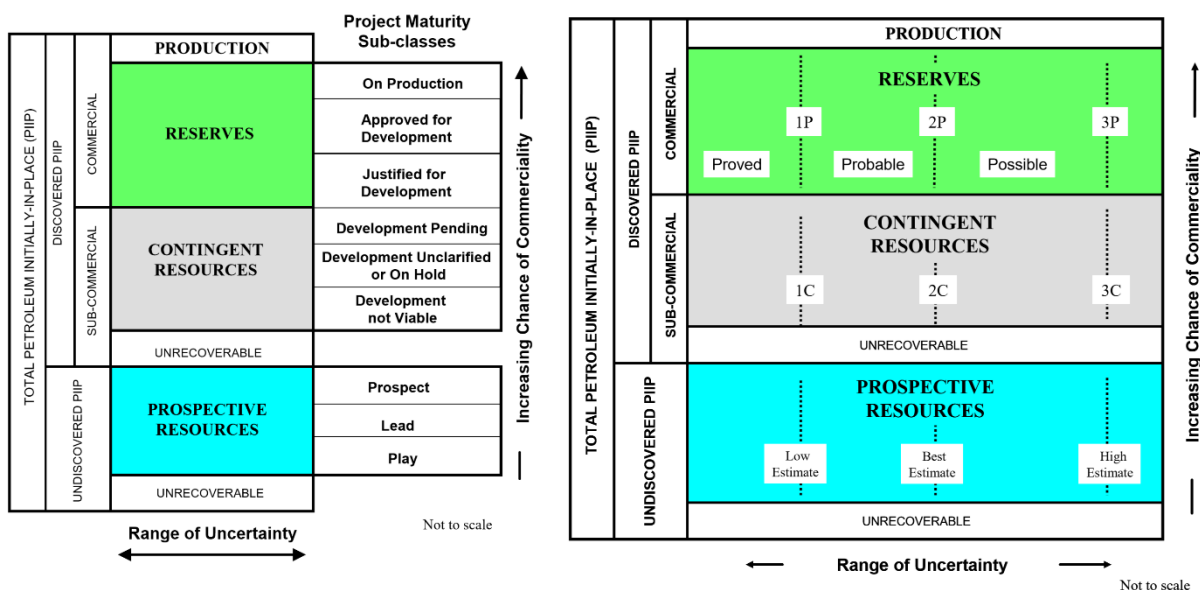 Project Maturity
Sub-classes
TOTAL PETROLEUM INITIALLY-IN-PLACE (PIIP)
DISCOVERED PIIP
COMMERCIAL
SUB-COMMERCIAL
UNDISCOVERED PIIP
PRODUCTION
RESERVES
On Production
Approved for
Development
Justified for
Development
CONTINGENT
RESOURCES
Development Pending
Development Unclarified
or On Hold
Development
not Viable
UNRECOVERABLE
PROSPECTIVE
RESOURCES
Prospect
Lead
Play
UNRECOVERABLE
Increasing Chance of Commerciality
Range of Uncertainty
Not to scale
TOTAL PETROLEUM INITIALLY-IN-PLACE (PIIP)
DISCOVERED PIIP
COMMERCIAL
SUB-COMMERCIAL
UNDISCOVERED PIIP
PRODUCTION
RESERVES
1P
2P
3P
Proved
Probable
Possible
CONTINGENT
RESOURCES
1C
2C
3C
UNRECOVERABLE
PROSPECTIVE
RESOURCES
Low
Estimate
Best
Estimate
High
Estimate
UNRECOVERABLE
Increasing Chance of Commerciality
Range of Uncertainty
Not to scale